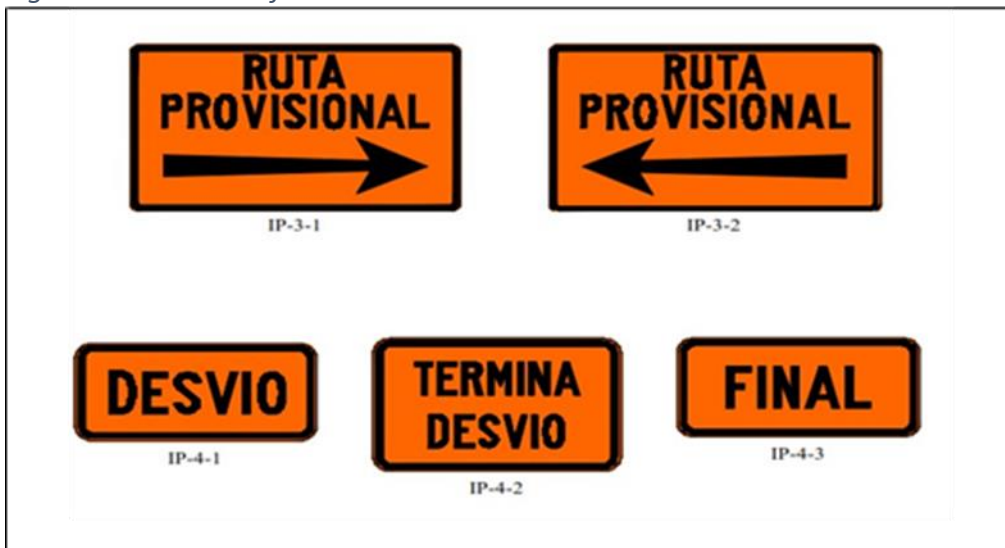 RUTA
PROVISIONAL
IP-3-1
RUTA
PROVISIONAL
IP-3-2
DESVIO
IP-4-1
TERMINA
DESVIO
IP-4-2
FINAL
IP-4-3